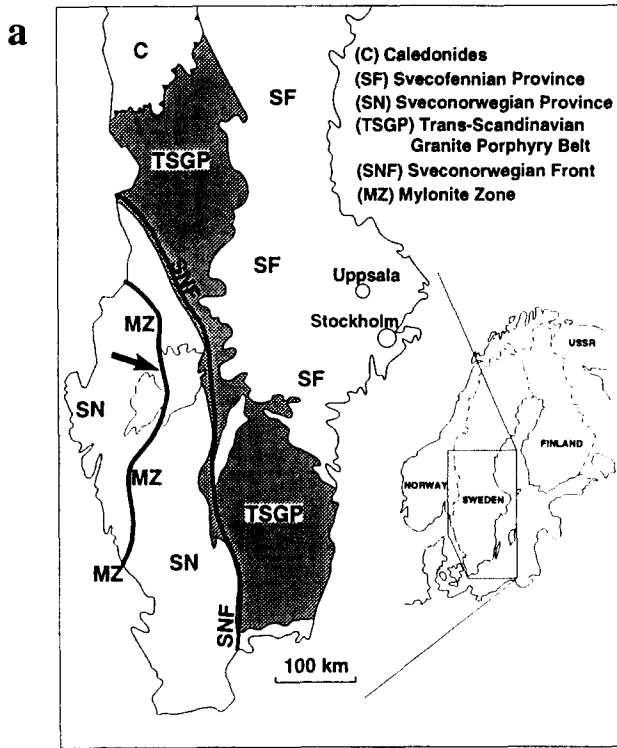 a
C
(C) Caledonides
(SF) Svecofennian Province
(SN) Sveconorwegian Province
(TSGP) Trans-Scandinavian
Granite Porphyry Belt
(SNF) Sveconorwegian Front
(MZ) Mylonite Zone
SF
TSGP
SNF
SF
Uppsala
MZ
Stockholm
SF
SN
MZ
TSGP
MZ
SN
SNF
100 km
USSR
FINLAND
NORWAY
SWEDEN